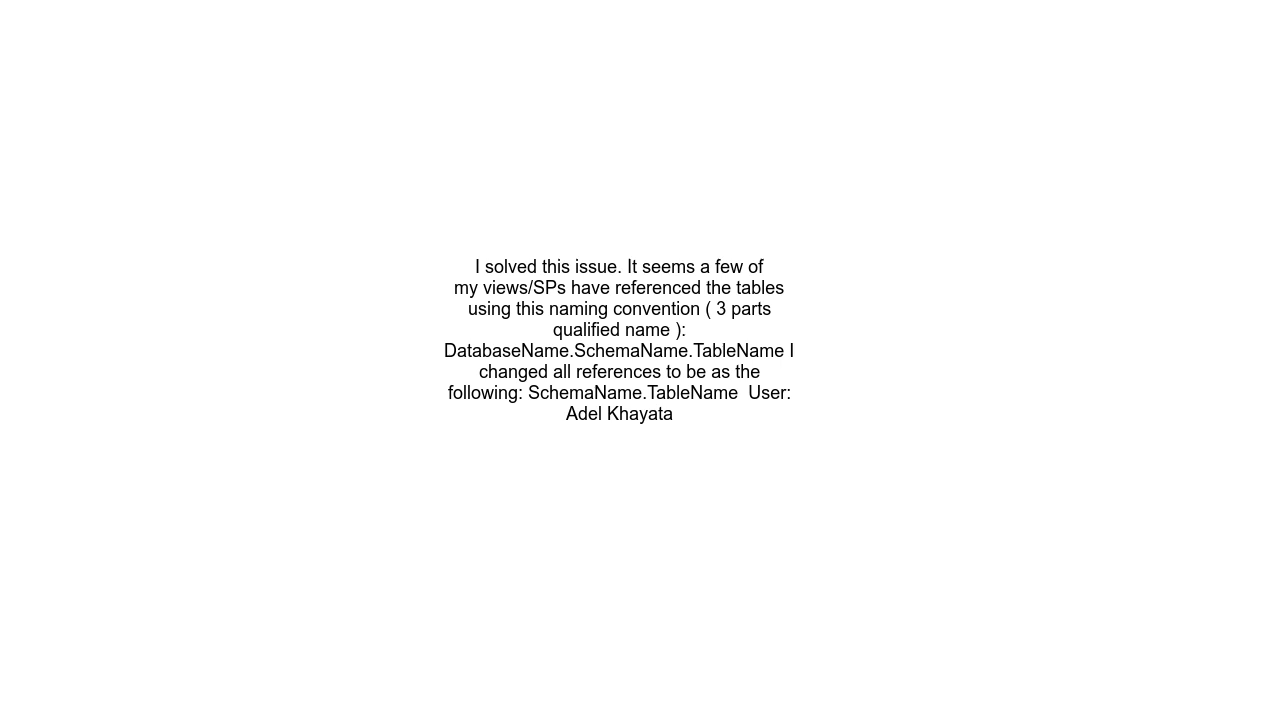 I solved this issue. It seems a few of
my views/SPs have referenced the tables
using this naming convention ( 3 parts
qualified name ):
DatabaseName.SchemaName.TableName I
changed all references to be as the
following: SchemaName.TableName  User:
Adel Khayata